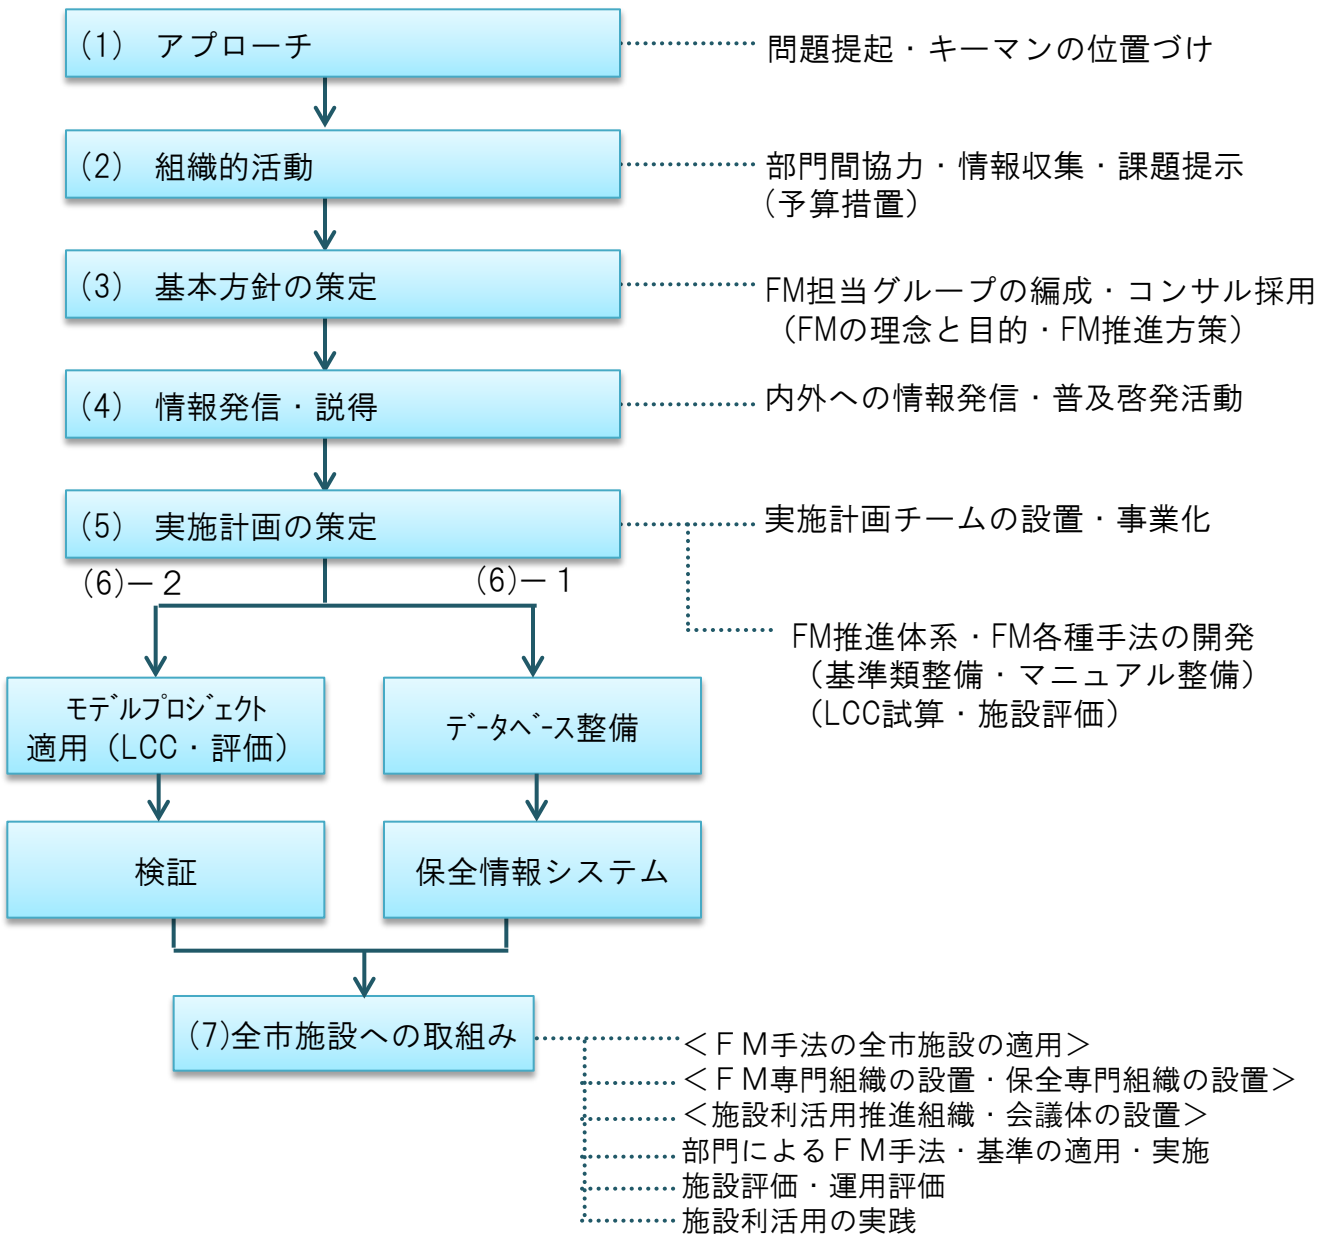 (1) アプローチ
問題提起・キーマンの位置づけ
(2) 組織的活動
部門間協力・情報収集・課題提示
(予算措置)
(3) 基本方針の策定
FM担当グループの編成・コンサル採用
(FMの理念と目的・FM推進方策)
(4) 情報発信・説得
内外への情報発信・普及啓発活動
(5) 実施計画の策定
実施計画チームの設置・事業化
(6)−2
(6)−1
FM推進体系・FM各種手法の開発
(基準類整備・マニュアル整備)
(LCC試算・施設評価)
ﾓﾃﾞﾙプロジェクト
適用(LCC・評価)
ﾃﾞｰﾀﾍﾞｰｽ整備
検証
保全情報システム
(7)全市施設への取組み
＜ＦＭ手法の全市施設の適用＞
＜ＦＭ専門組織の設置・保全専門組織の設置＞
＜施設利活用推進組織・会議体の設置＞
部門によるＦＭ手法・基準の適用・実施
施設評価・運用評価
施設利活用の実践